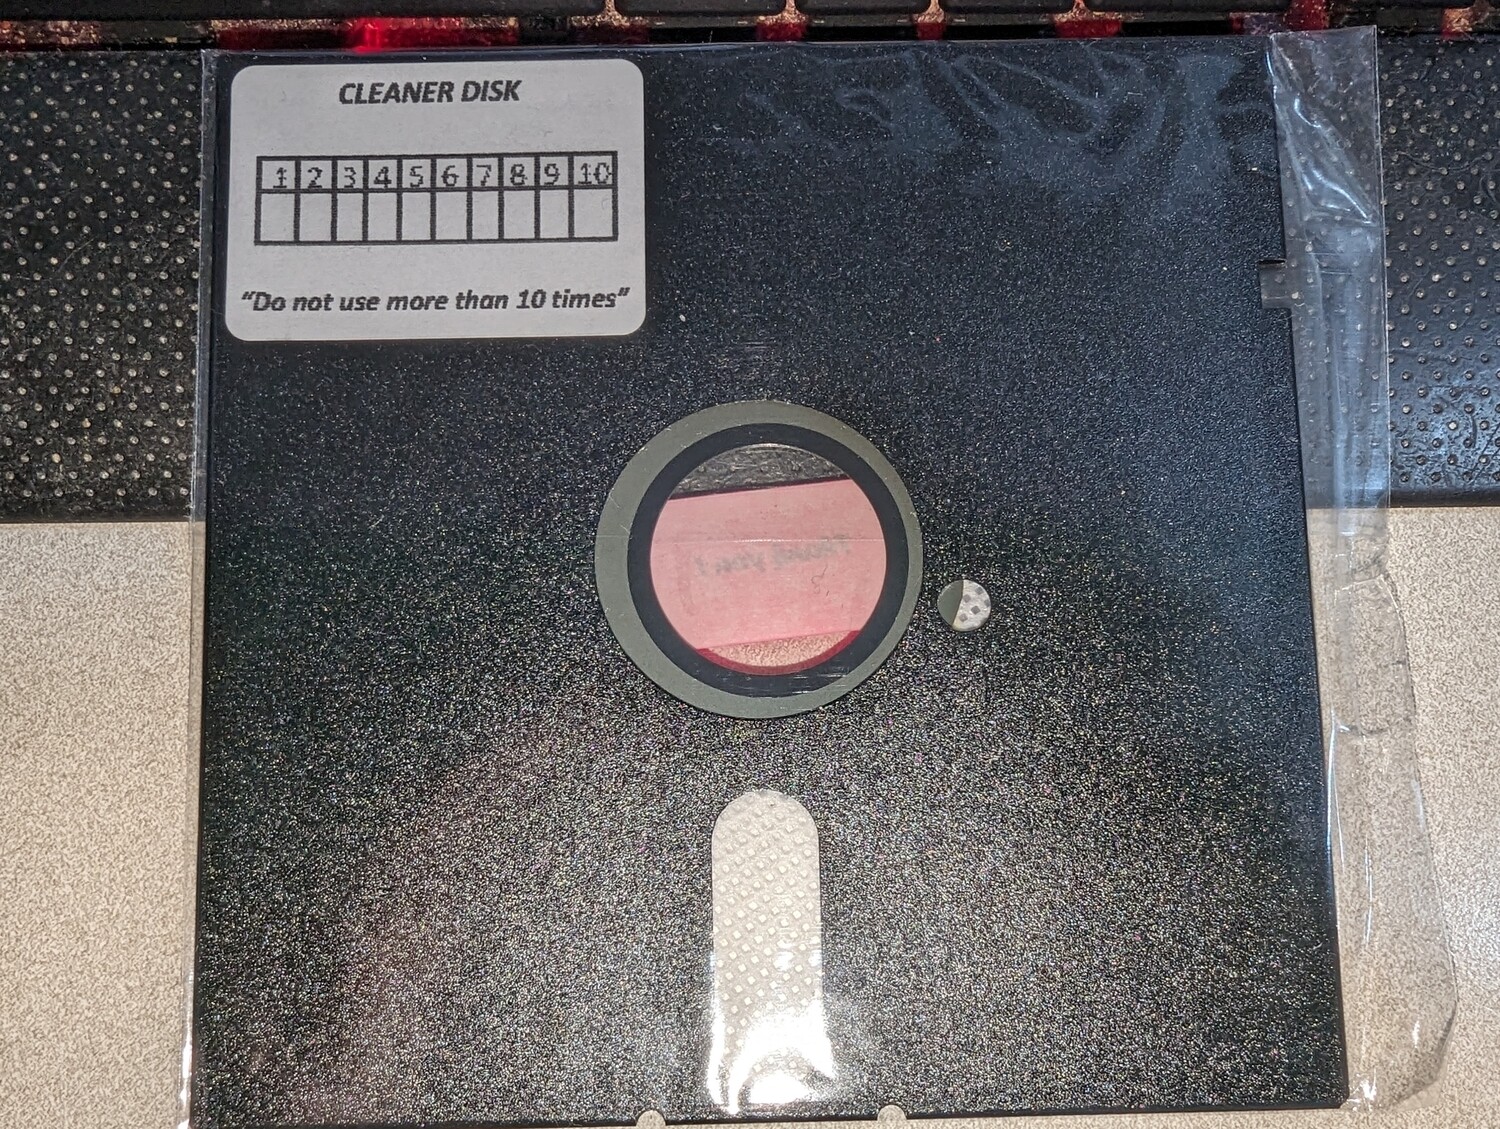 CLEANER DISK
1 2 3 4 5 6 7 8 9 10
“Do not use more than 10 times”